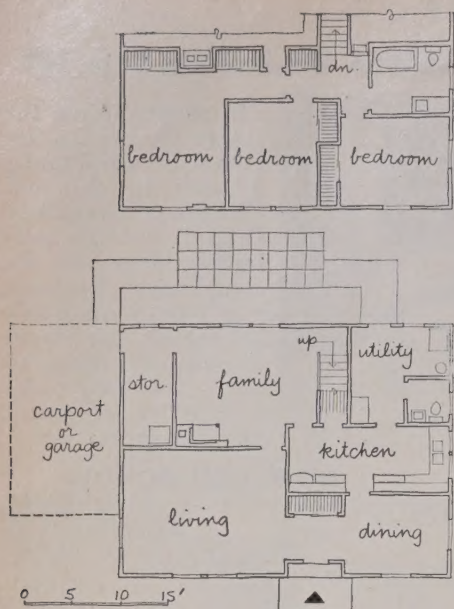 dn.
bedroom bedroom bedroom
up
utility
stor. family
carport
or
garage
kitchen
living
dining
0 5 10 15'